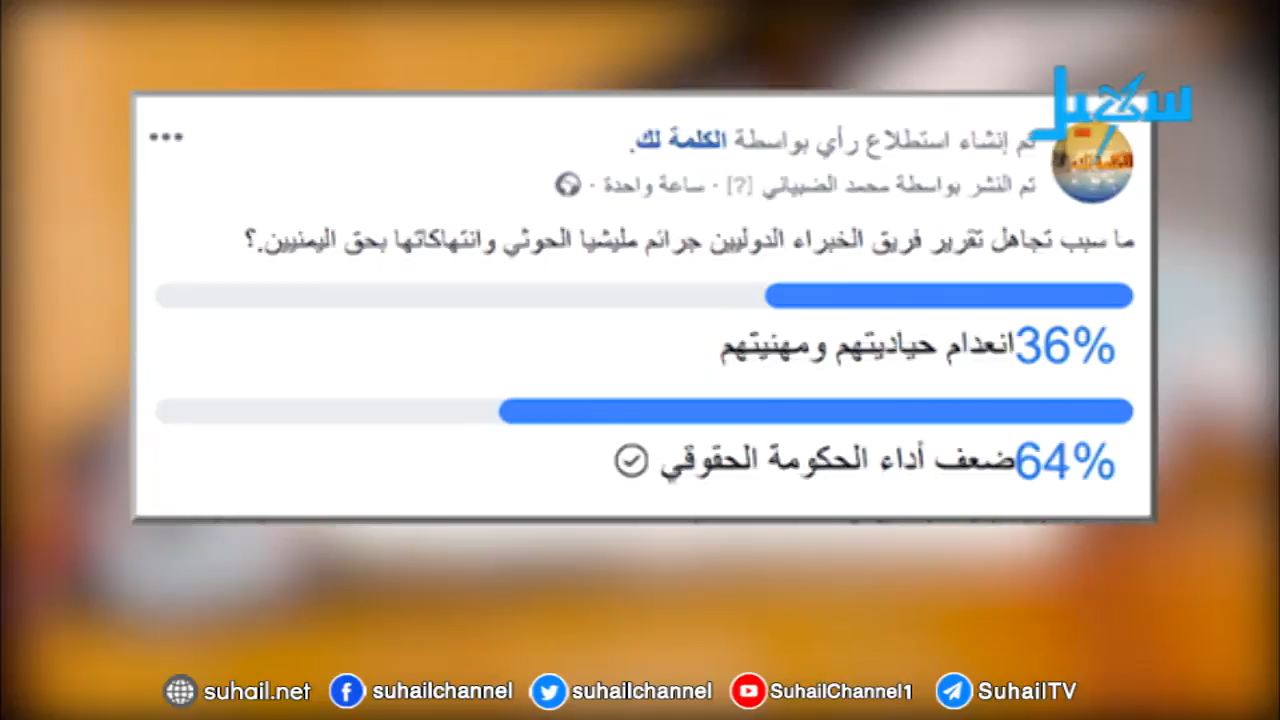 سهيل
تم إنشاء استطلاع رأي بواسطة الكلمة لك.
تم النشر بواسطة محمد الضبياني [?] · ساعة واحدة ·
ما سبب تجاهل تقرير فريق الخبراء الدوليين جرائم مليشيا الحوثي وانتهاكاتها بحق اليمنيين.؟
36% انعدام حياديتهم ومهنيتهم
64% ضعف أداء الحكومة الحقوقي
suhail.net suhailchannel suhailchannel SuhailChannel1 SuhailTV